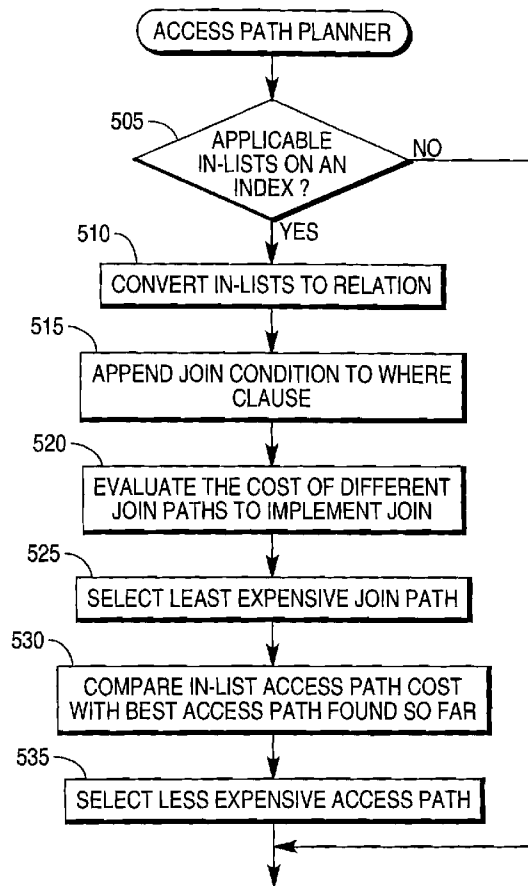 ACCESS PATH PLANNER
505
APPLICABLE
IN-LISTS ON AN
INDEX ?
NO
YES
510
CONVERT IN-LISTS TO RELATION
515
APPEND JOIN CONDITION TO WHERE
CLAUSE
520
EVALUATE THE COST OF DIFFERENT
JOIN PATHS TO IMPLEMENT JOIN
525
SELECT LEAST EXPENSIVE JOIN PATH
530
COMPARE IN-LIST ACCESS PATH COST
WITH BEST ACCESS PATH FOUND SO FAR
535
SELECT LESS EXPENSIVE ACCESS PATH